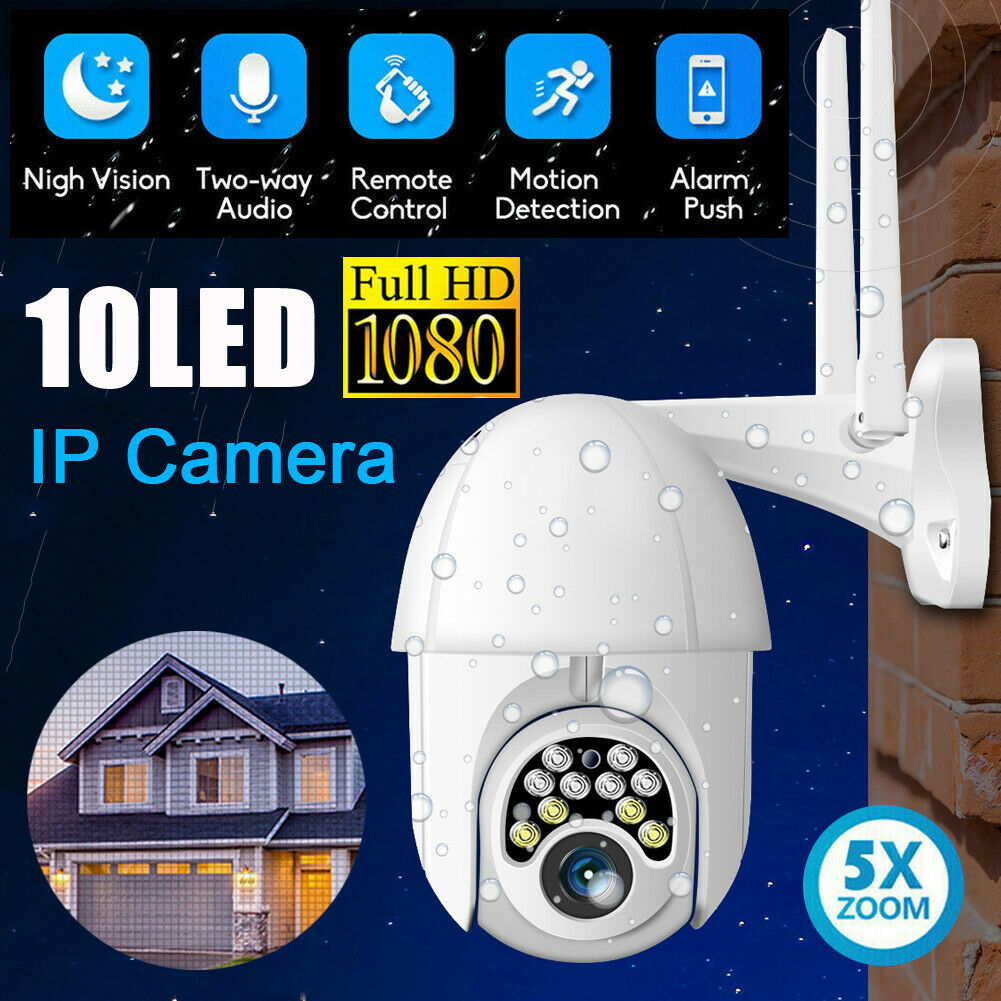 Nigh Vision
Two-way
Audio
Remote
Control
Motion
Detection
Alarm
Push
10LED
Full HD
1080
IP Camera
5X
ZOOM